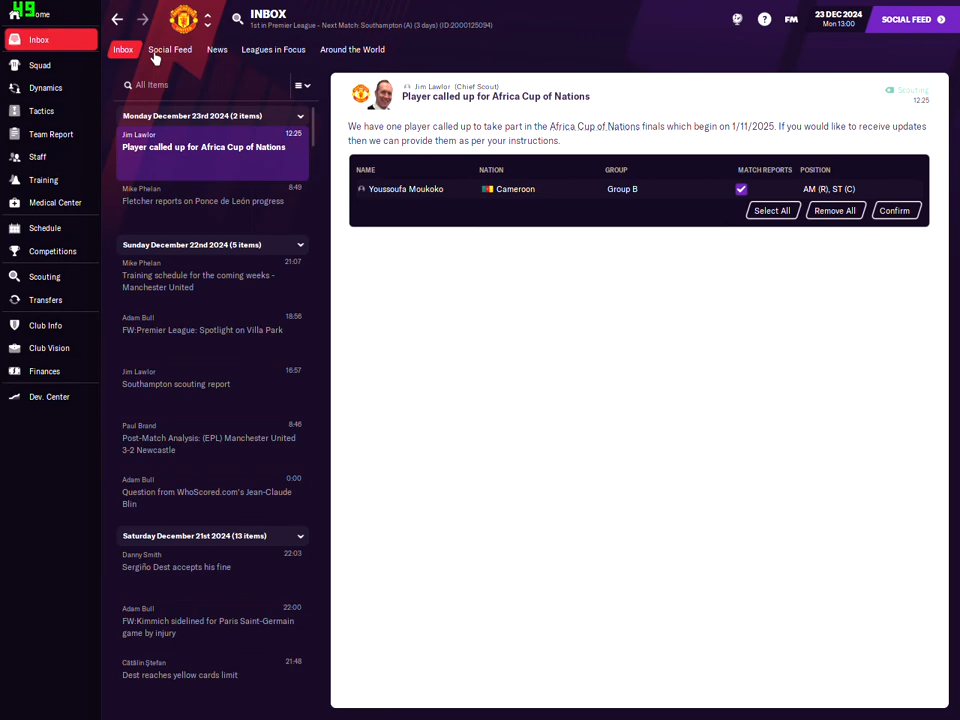 49
ome
INBOX
1st in Premier League - Next Match: Southampton (A) (3 days) (ID:2000125094)
?
FM
23 DEC 2024
Mon 13:00
SOCIAL FEED
Inbox
Squad
Dynamics
Tactics
Team Report
Staff
Training
Medical Center
Schedule
Competitions
Scouting
Transfers
Club Info
Club Vision
Finances
Dev. Center
Inbox
Social Feed
News
Leagues in Focus
Around the World
All Items
Monday December 23rd 2024 (2 items)
Jim Lawlor 12:25
Player called up for Africa Cup of Nations
Mike Phelan 8:49
Fletcher reports on Ponce de León progress
Sunday December 22nd 2024 (5 items)
Mike Phelan 21:07
Training schedule for the coming weeks -
Manchester United
Adam Bull 18:56
FW:Premier League: Spotlight on Villa Park
Jim Lawlor 16:57
Southampton scouting report
Paul Brand 8:46
Post-Match Analysis: (EPL) Manchester United
3-2 Newcastle
Adam Bull 0:00
Question from WhoScored.com's Jean-Claude
Blin
Saturday December 21st 2024 (13 items)
Danny Smith 22:03
Sergiño Dest accepts his fine
Adam Bull 22:00
FW:Kimmich sidelined for Paris Saint-Germain
game by injury
Cătălin Ștefan 21:48
Dest reaches yellow cards limit
Jim Lawlor (Chief Scout)
Player called up for Africa Cup of Nations
Scouting
12:25
We have one player called up to take part in the Africa Cup of Nations finals which begin on 1/11/2025. If you would like to receive updates
then we can provide them as per your instructions.
NAME NATION GROUP MATCH REPORTS POSITION
Youssoufa Moukoko Cameroon Group B AM (R), ST (C)
Select All Remove All Confirm